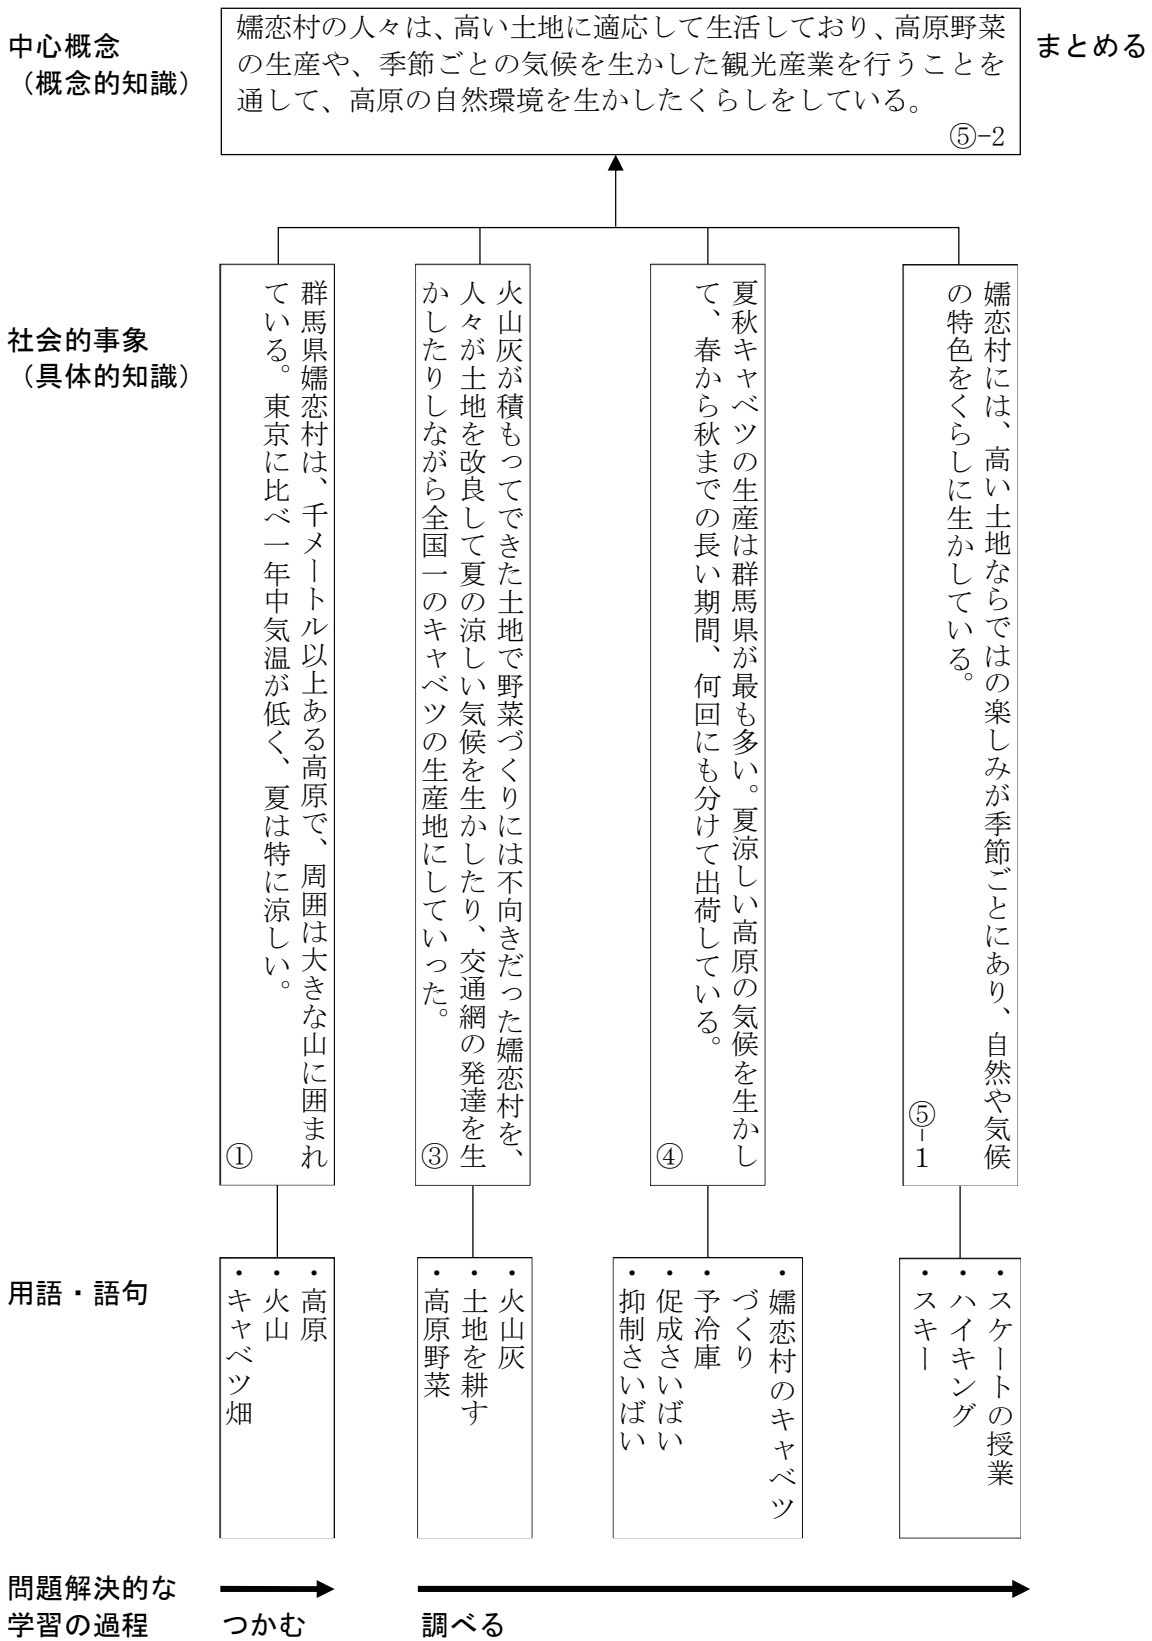 中心概念
（概念的知識）
嬬恋村の人々は、高い土地に適応して生活しており、高原野菜
の生産や、季節ごとの気候を生かした観光産業を行うことを
通して、高原の自然環境を生かしたくらしをしている。
⑤-2
まとめる
社会的事象
（具体的知識）
群馬県嬬恋村は、千メートル以上ある高原で、周囲は大きな山に囲まれ
ている。東京に比べ一年中気温が低く、夏は特に涼しい。
①
火山灰が積もってできた土地で野菜づくりには不向きだった嬬恋村を、
人々が土地を改良して夏の涼しい気候を生かしたり、交通網の発達を生
かしたりしながら全国一のキャベツの生産地にしていった。
③
夏秋キャベツの生産は群馬県が最も多い。夏涼しい高原の気候を生かし
て、春から秋までの長い期間、何回にも分けて出荷している。
④
嬬恋村には、高い土地ならではの楽しみが季節ごとにあり、自然や気候
の特色をくらしに生かしている。
⑤-1
用語・語句
・高原
・火山
・キャベツ畑
・火山灰
・土地を耕す
・高原野菜
・嬬恋村のキャベツ
づくり
・予冷庫
・促成さいばい
・抑制さいばい
・スケートの授業
・ハイキング
・スキー
問題解決的な
学習の過程
つかむ
調べる